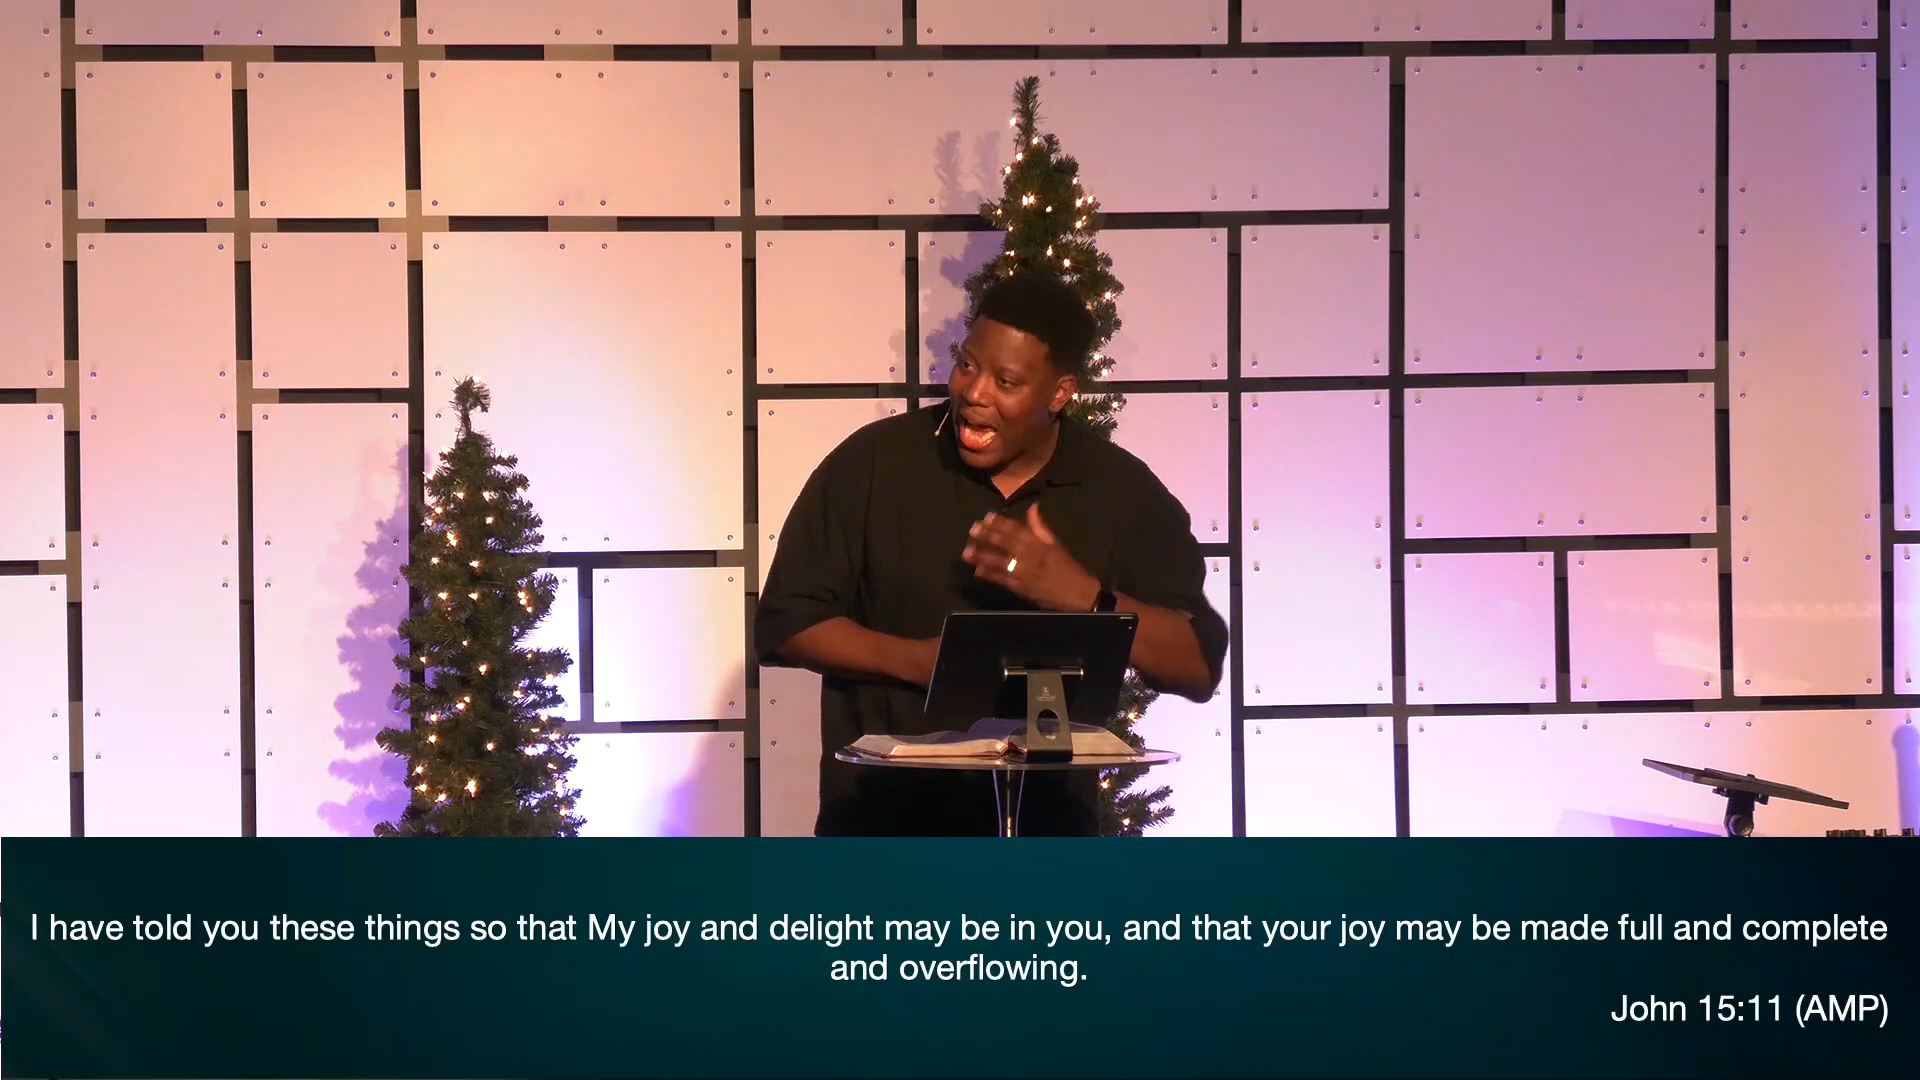 I have told you these things so that My joy and delight may be in you, and that your joy may be made full and complete
and overflowing.
John 15:11 (AMP)